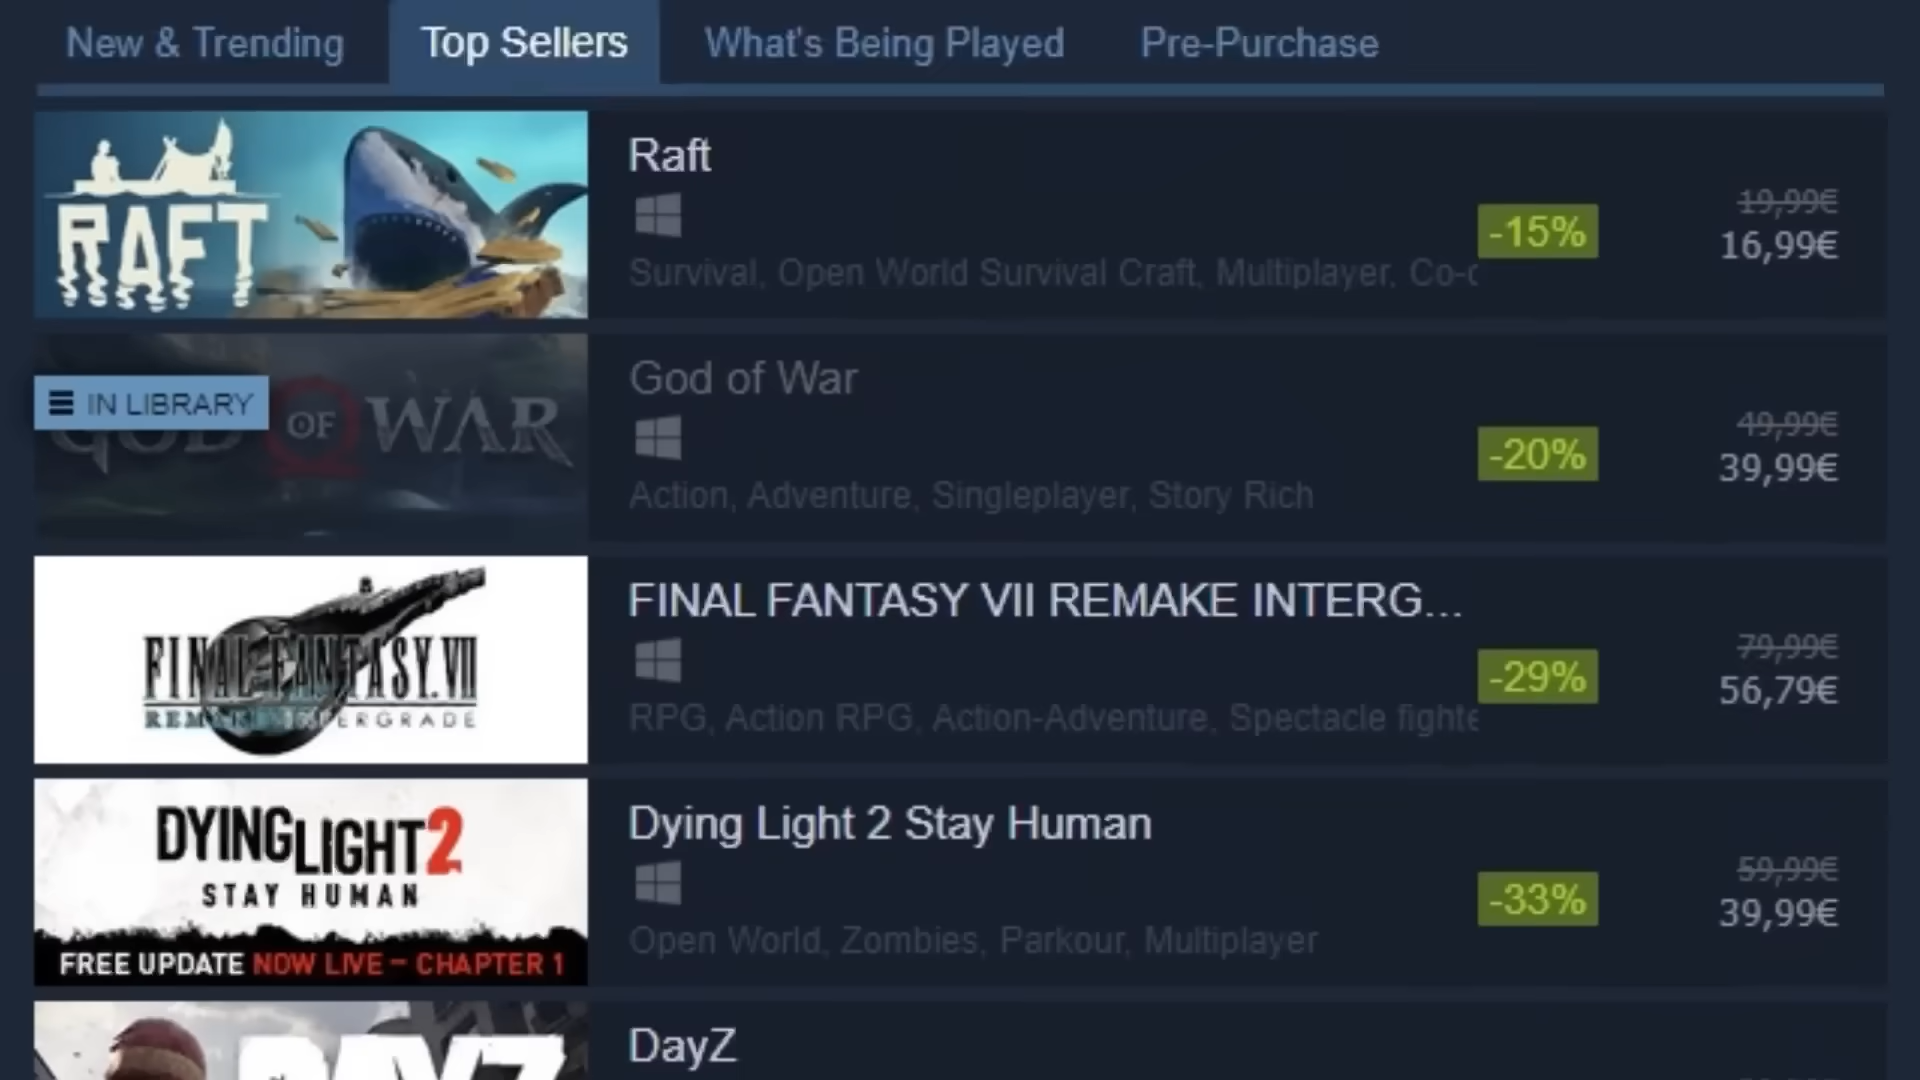 New & Trending
Top Sellers
What's Being Played
Pre-Purchase
RAFT
Raft
Survival, Open World Survival Craft, Multiplayer, Co-
-15%
19,99€
16,99€
IN LIBRARY
GOD OF WAR
God of War
Action, Adventure, Singleplayer, Story Rich
-20%
49,99€
39,99€
FINAL FANTASY VII
REMAKE INTERGRADE
FINAL FANTASY VII REMAKE INTERG...
RPG, Action RPG, Action-Adventure, Spectacle fighte
-29%
79,99€
56,79€
DYING LIGHT 2
STAY HUMAN
FREE UPDATE NOW LIVE – CHAPTER 1
Dying Light 2 Stay Human
Open World, Zombies, Parkour, Multiplayer
-33%
59,99€
39,99€
DAYZ
DayZ